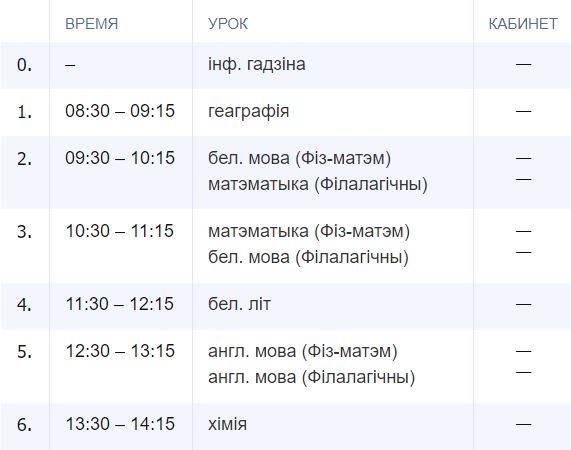 ВРЕМЯ УРОК КАБИНЕТ
0. – інф. гадзіна —
1. 08:30 – 09:15 геаграфія —
2. 09:30 – 10:15 бел. мова (Фіз-матэм) —
матэматыка (Філалагічны) —
3. 10:30 – 11:15 матэматыка (Фіз-матэм) —
бел. мова (Філалагічны) —
4. 11:30 – 12:15 бел. літ —
5. 12:30 – 13:15 англ. мова (Фіз-матэм) —
англ. мова (Філалагічны) —
6. 13:30 – 14:15 хімія —